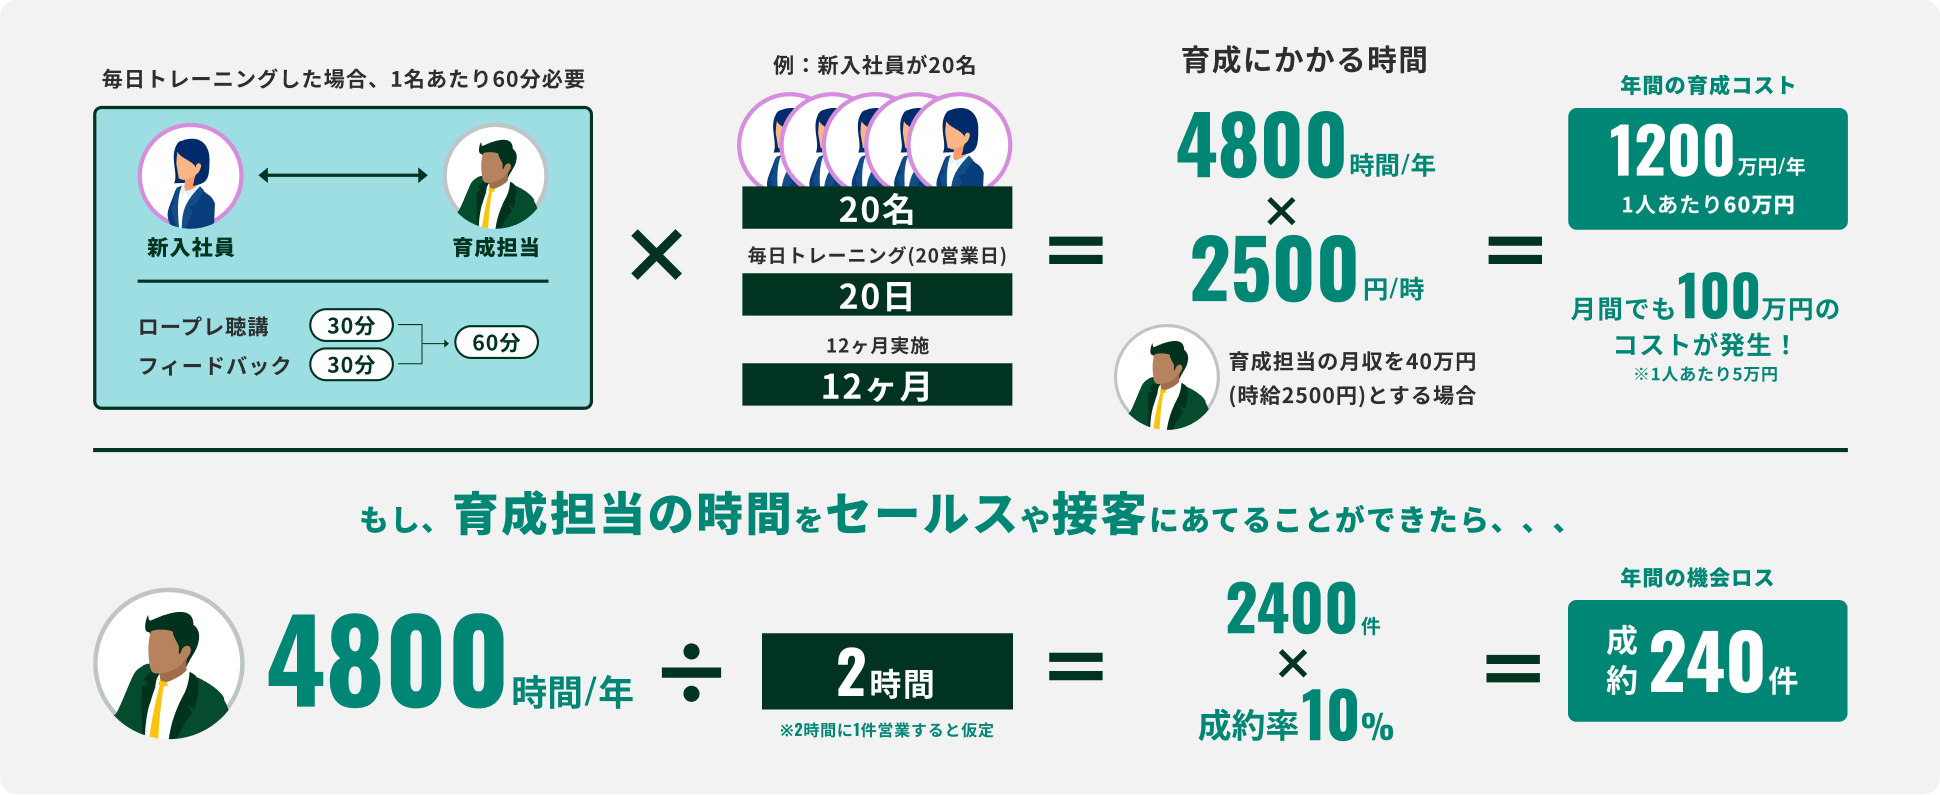 毎日トレーニングした場合、1名あたり60分必要
新入社員
育成担当
ロープレ聴講
30分
フィードバック
30分
60分
×
例：新入社員が20名
20名
毎日トレーニング(20営業日)
20日
12ヶ月実施
12ヶ月
=
育成にかかる時間
4800時間/年
×
2500円/時
育成担当の月収を40万円
(時給2500円)とする場合
=
年間の育成コスト
1200万円/年
1人あたり60万円
月間でも100万円の
コストが発生！
※1人あたり5万円
もし、育成担当の時間をセールスや接客にあてることができたら、、、
4800時間/年
÷
2時間
※2時間に1件営業すると仮定
=
2400件
×
成約率10%
=
年間の機会ロス
成約240件